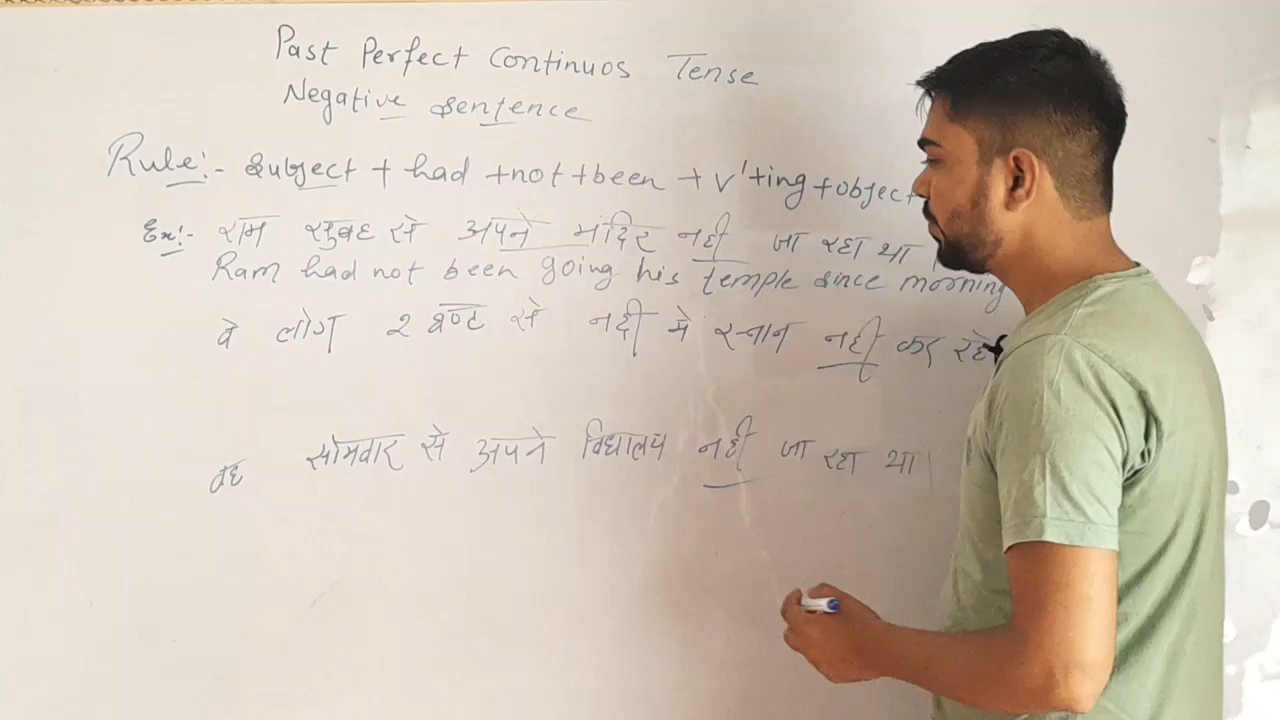 Past Perfect Continuos Tense
Negative Sentence
Rule:- Subject + had +not+been + V'+ing +object
Ex:- राम सुबह से अपने मंदिर नही जा रहा था |
Ram had not been going his temple since morning
वे लोग 2 घण्टे से नदी मे स्नान नही कर रहे
वह सोमवार से अपने विधालय नही जा रहा था |